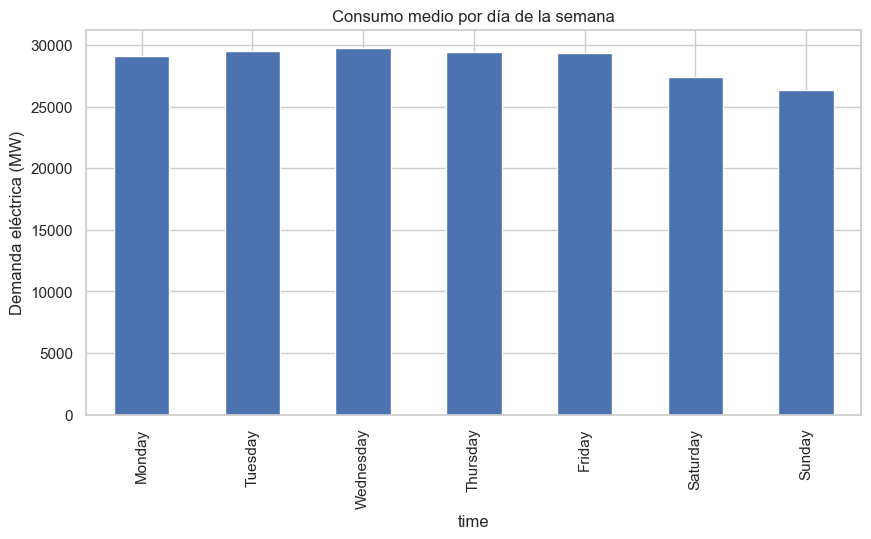 Consumo medio por día de la semana
Demanda eléctrica (MW)
30000
25000
20000
15000
10000
5000
0
Monday
Tuesday
Wednesday
Thursday
Friday
Saturday
Sunday
time